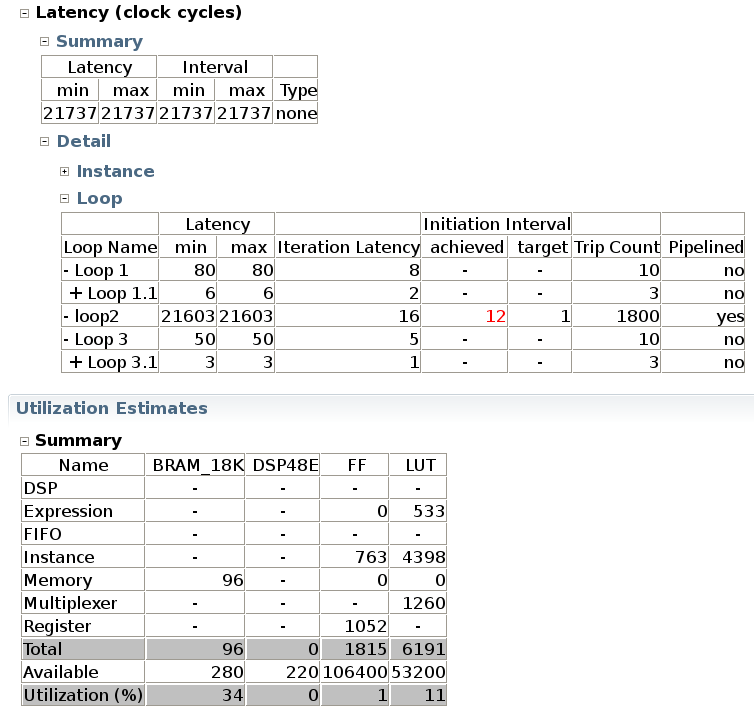 Latency (clock cycles)
Summary
Latency Interval
min max min max Type
21737 21737 21737 21737 none
Detail
Instance
Loop
Latency Initiation Interval
Loop Name min max Iteration Latency achieved target Trip Count Pipelined
- Loop 1 80 80 8 - - 10 no
+ Loop 1.1 6 6 2 - - 3 no
- loop2 21603 21603 16 12 1 1800 yes
- Loop 3 50 50 5 - - 10 no
+ Loop 3.1 3 3 1 - - 3 no
Utilization Estimates
Summary
Name BRAM_18K DSP48E FF LUT
DSP - - - -
Expression - - 0 533
FIFO - - - -
Instance - - 763 4398
Memory 96 - 0 0
Multiplexer - - - 1260
Register - - 1052 -
Total 96 0 1815 6191
Available 280 220 106400 53200
Utilization (%) 34 0 1 11